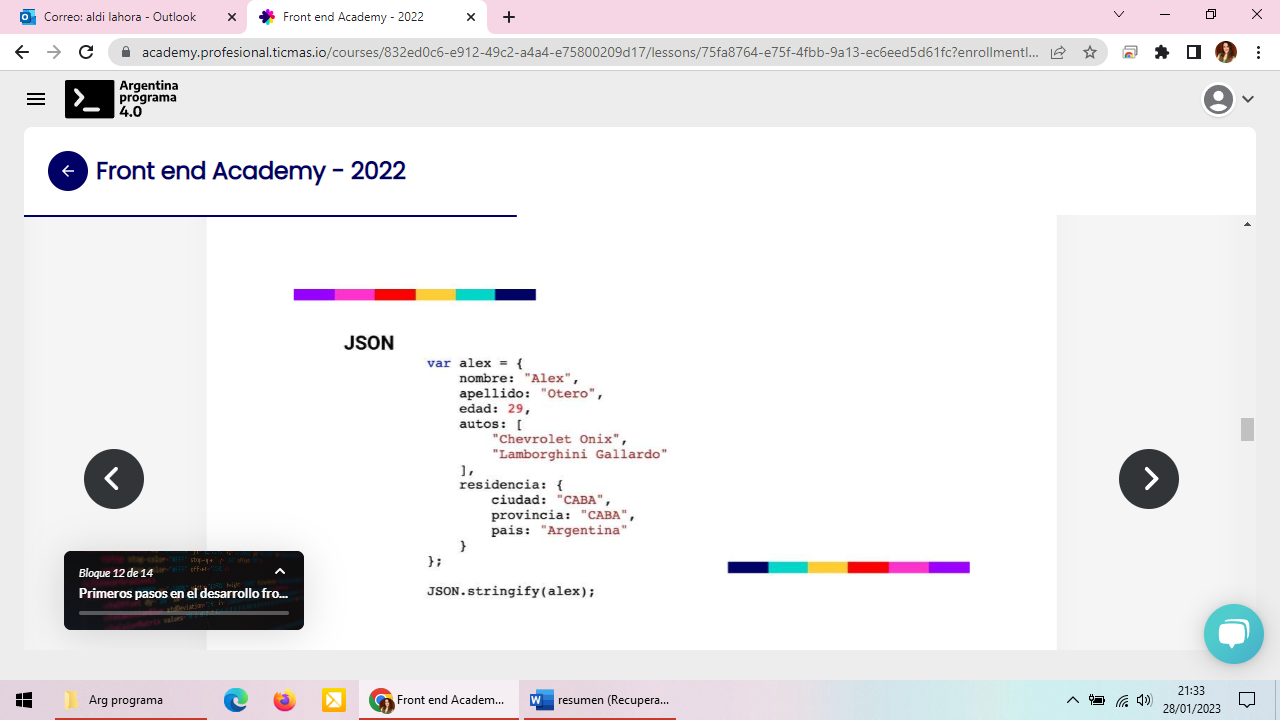 Correo: aldi lahora - Outlook
Front end Academy - 2022
academy.profesional.ticmas.io/courses/832ed0c6-e912-49c2-a4a4-e75800209d17/lessons/75fa8764-e75f-4fbb-9a13-ec6eed5d61fc?enrollmentI...
Argentina
programa
4.0
Front end Academy - 2022
JSON
var alex = {
nombre: "Alex",
apellido: "Otero",
edad: 29,
autos: [
"Chevrolet Onix",
"Lamborghini Gallardo"
],
residencia: {
ciudad: "CABA",
provincia: "CABA",
pais: "Argentina"
}
};
JSON.stringify(alex);
Bloque 12 de 14
Primeros pasos en el desarrollo fro...
Arg programa
Front end Academ...
resumen (Recupera...
21:33
28/01/2023